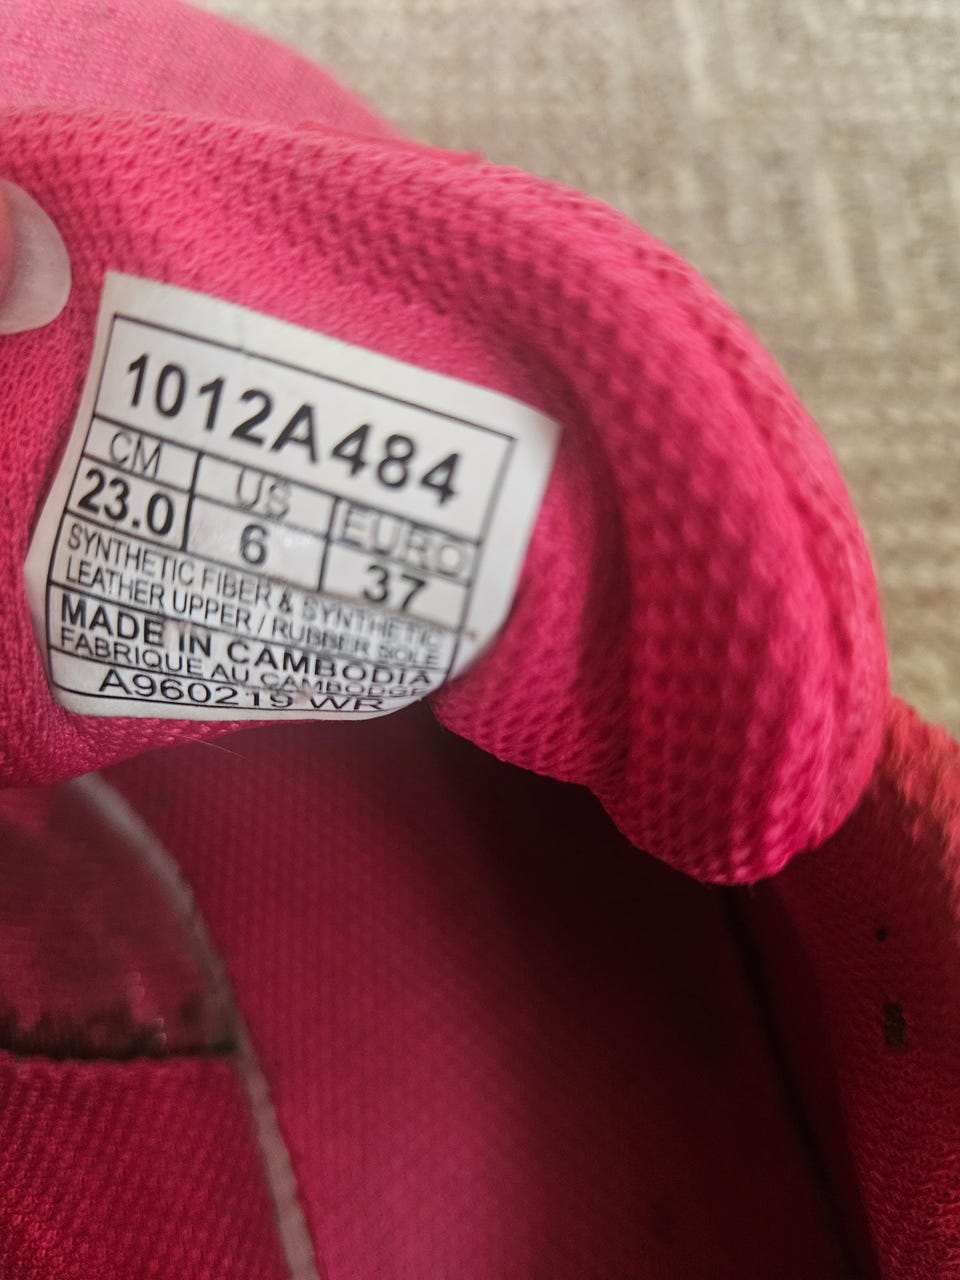 1012A484
CM US EURO
23.0 6 37
SYNTHETIC FIBER & SYNTHETIC
LEATHER UPPER / RUBBER SOLE
MADE IN CAMBODIA
FABRIQUE AU CAMBODGE
A960219 WR